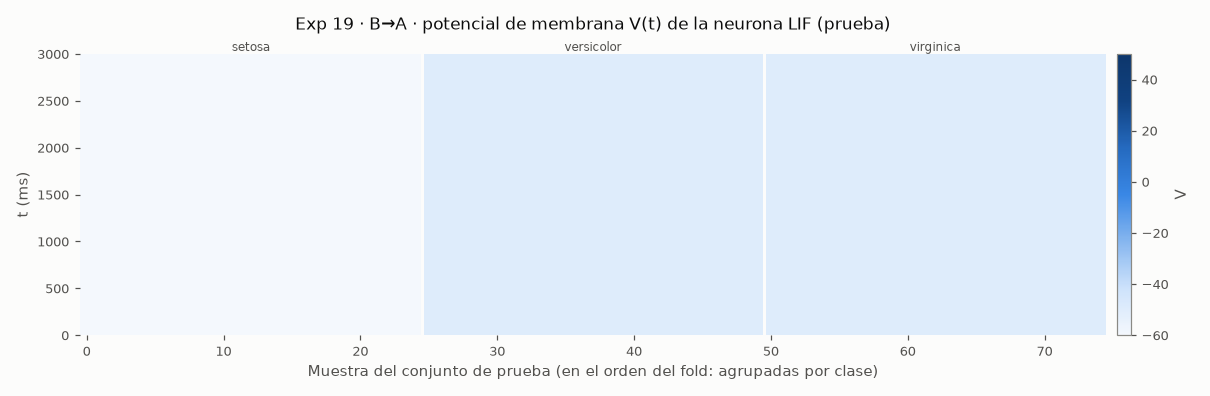 Exp 19 · B→A · potencial de membrana V(t) de la neurona LIF (prueba)
setosa versicolor virginica
3000
2500
2000
1500
1000
500
0
t (ms)
0 10 20 30 40 50 60 70
Muestra del conjunto de prueba (en el orden del fold: agrupadas por clase)
40
20
0
−20
−40
−60
V